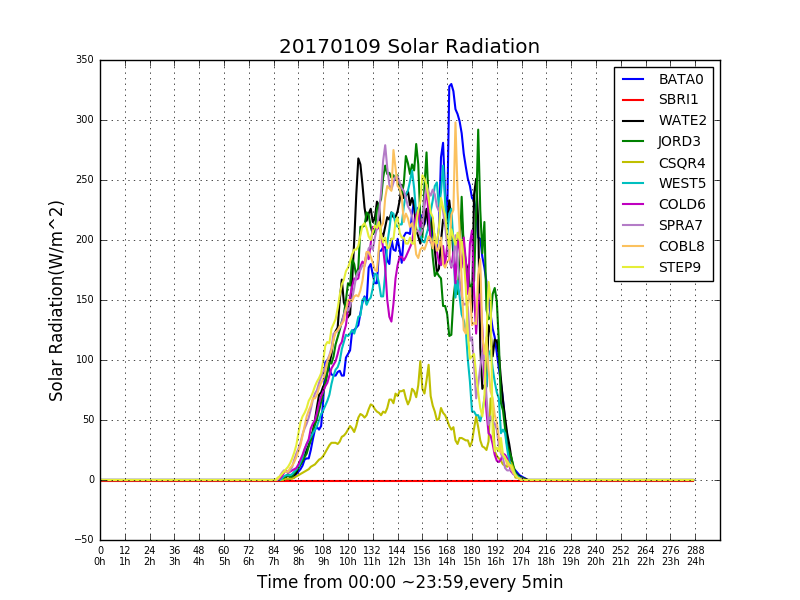 20170109 Solar Radiation
350
300
250
200
150
100
50
0
−50
Solar Radiation(W/m^2)
BATA0
SBRI1
WATE2
JORD3
CSQR4
WEST5
COLD6
SPRA7
COBL8
STEP9
0 12 24 36 48 60 72 84 96 108 120 132 144 156 168 180 192 204 216 228 240 252 264 276 288
0h 1h 2h 3h 4h 5h 6h 7h 8h 9h 10h 11h 12h 13h 14h 15h 16h 17h 18h 19h 20h 21h 22h 23h 24h
Time from 00:00 ~23:59,every 5min